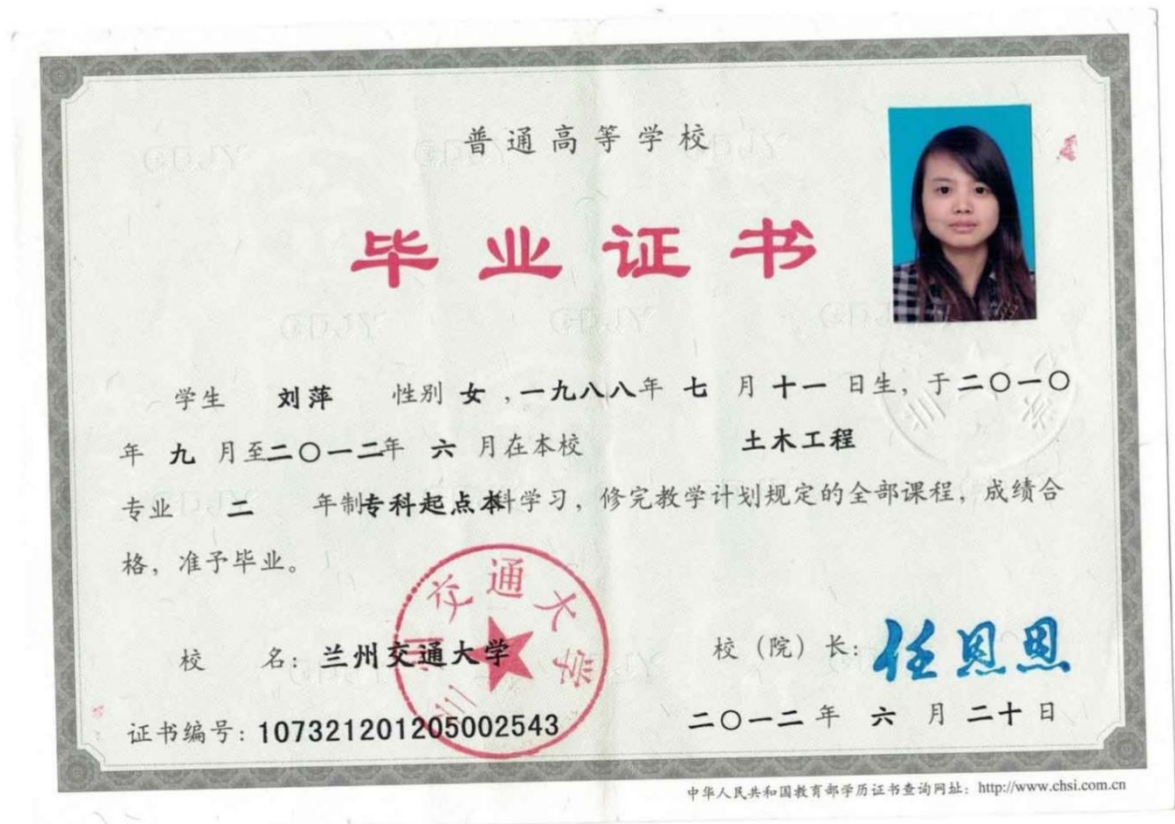 普通高等学校
毕业证书
学生 刘萍 性别 女，一九八八年 七 月 十一 日生，于二〇一〇
年 九 月至二〇一二年 六 月在本校 土木工程
专业 二 年制专科起点本科学习，修完教学计划规定的全部课程，成绩合
格，准予毕业。
兰州交通大学
校 名：兰州交通大学 校（院）长：任恩恩
证书编号：107321201205002543 二〇一二 年 六 月 二十 日
中华人民共和国教育部学历证书查询网址：http://www.chsi.com.cn